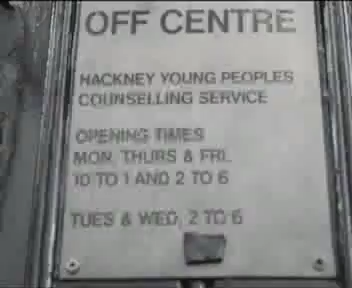 OFF CENTRE
HACKNEY YOUNG PEOPLES
COUNSELLING SERVICE
OPENING TIMES
MON, THURS & FRI,
10 TO 1 AND 2 TO 6
TUES & WED, 2 TO 6